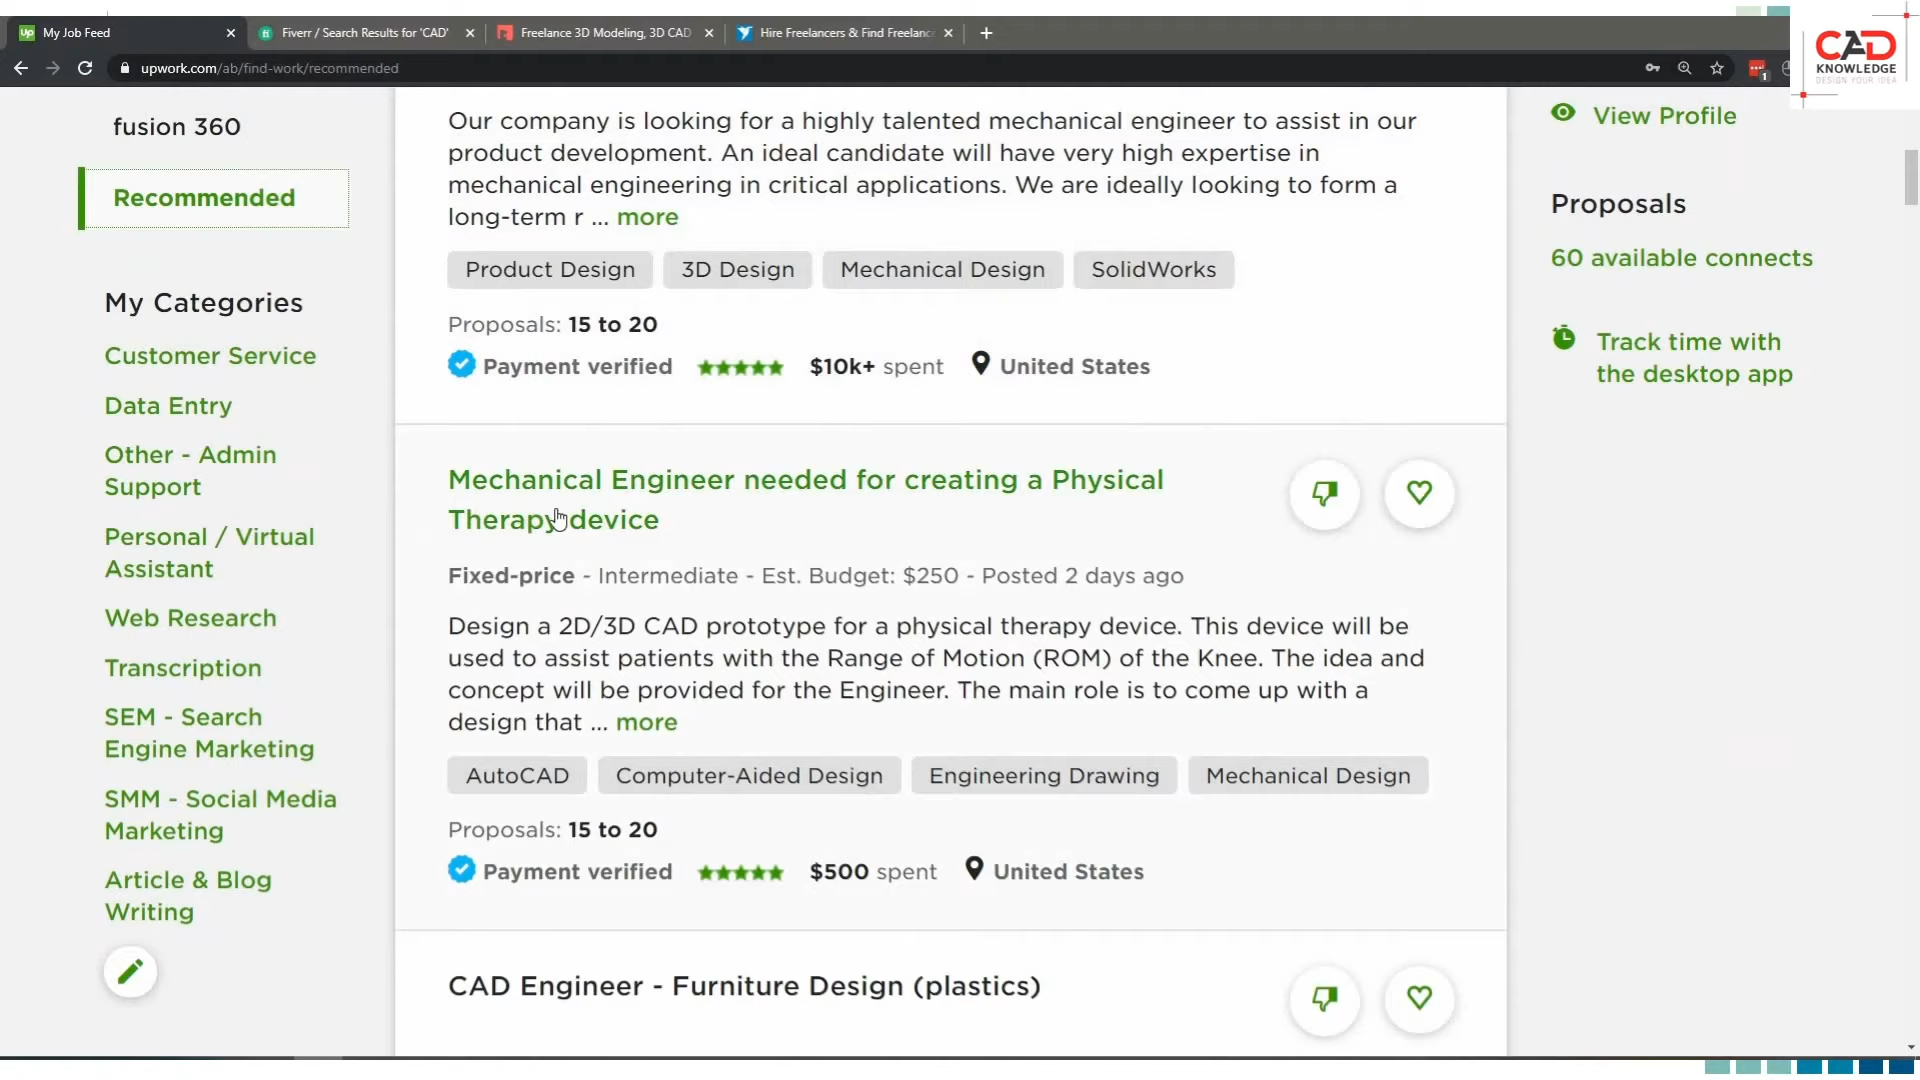 My Job Feed
Fiverr / Search Results for 'CAD'
Freelance 3D Modeling, 3D CAD
Hire Freelancers & Find Freelanc
upwork.com/ab/find-work/recommended
CAD
KNOWLEDGE
DESIGN YOUR IDEA
fusion 360
Recommended
My Categories
Customer Service
Data Entry
Other - Admin
Support
Personal / Virtual
Assistant
Web Research
Transcription
SEM - Search
Engine Marketing
SMM - Social Media
Marketing
Article & Blog
Writing
Our company is looking for a highly talented mechanical engineer to assist in our
product development. An ideal candidate will have very high expertise in
mechanical engineering in critical applications. We are ideally looking to form a
long-term r ... more
Product Design 3D Design Mechanical Design SolidWorks
Proposals: 15 to 20
Payment verified $10k+ spent United States
Mechanical Engineer needed for creating a Physical
Therapy device
Fixed-price - Intermediate - Est. Budget: $250 - Posted 2 days ago
Design a 2D/3D CAD prototype for a physical therapy device. This device will be
used to assist patients with the Range of Motion (ROM) of the Knee. The idea and
concept will be provided for the Engineer. The main role is to come up with a
design that ... more
AutoCAD Computer-Aided Design Engineering Drawing Mechanical Design
Proposals: 15 to 20
Payment verified $500 spent United States
CAD Engineer - Furniture Design (plastics)
View Profile
Proposals
60 available connects
Track time with
the desktop app